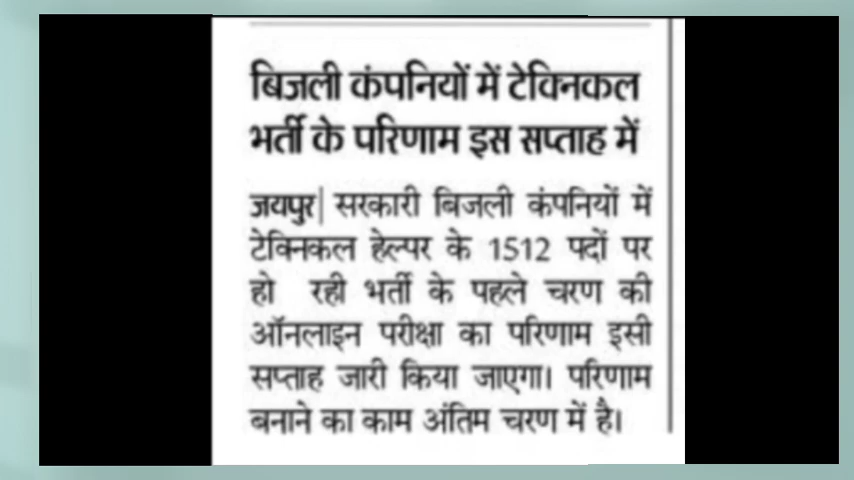 बिजली कंपनियों में टेक्निकल
भर्ती के परिणाम इस सप्ताह में
जयपुर| सरकारी बिजली कंपनियों में
टेक्निकल हेल्पर के 1512 पदों पर
हो रही भर्ती के पहले चरण की
ऑनलाइन परीक्षा का परिणाम इसी
सप्ताह जारी किया जाएगा। परिणाम
बनाने का काम अंतिम चरण में है।